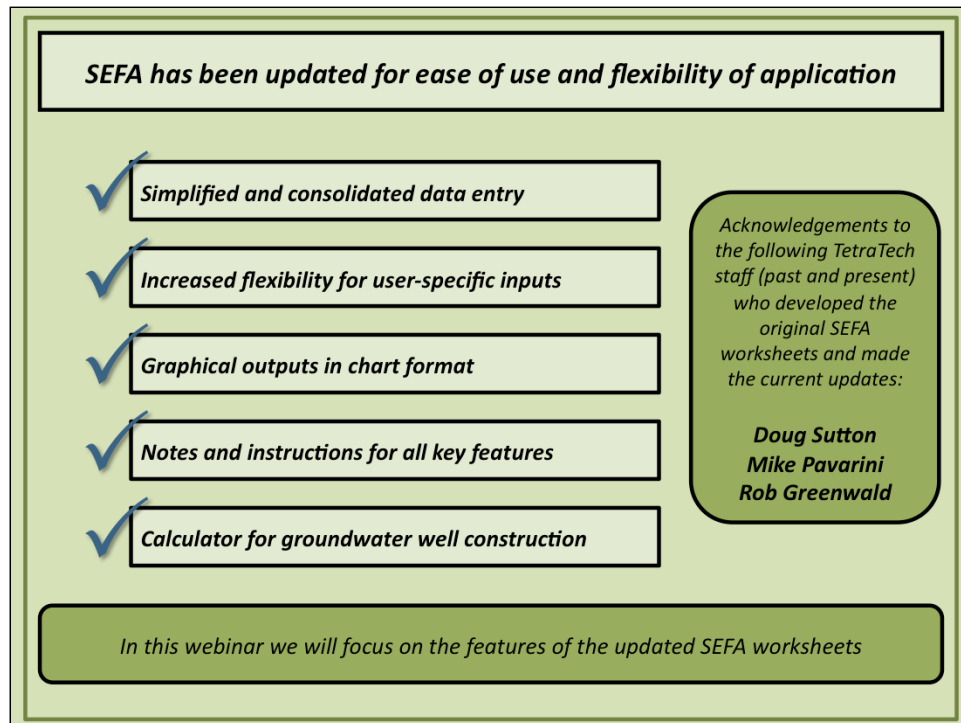 SEFA has been updated for ease of use and flexibility of application
Simplified and consolidated data entry
Increased flexibility for user-specific inputs
Graphical outputs in chart format
Notes and instructions for all key features
Calculator for groundwater well construction
Acknowledgements to
the following TetraTech
staff (past and present)
who developed the
original SEFA
worksheets and made
the current updates:
Doug Sutton
Mike Pavarini
Rob Greenwald
In this webinar we will focus on the features of the updated SEFA worksheets